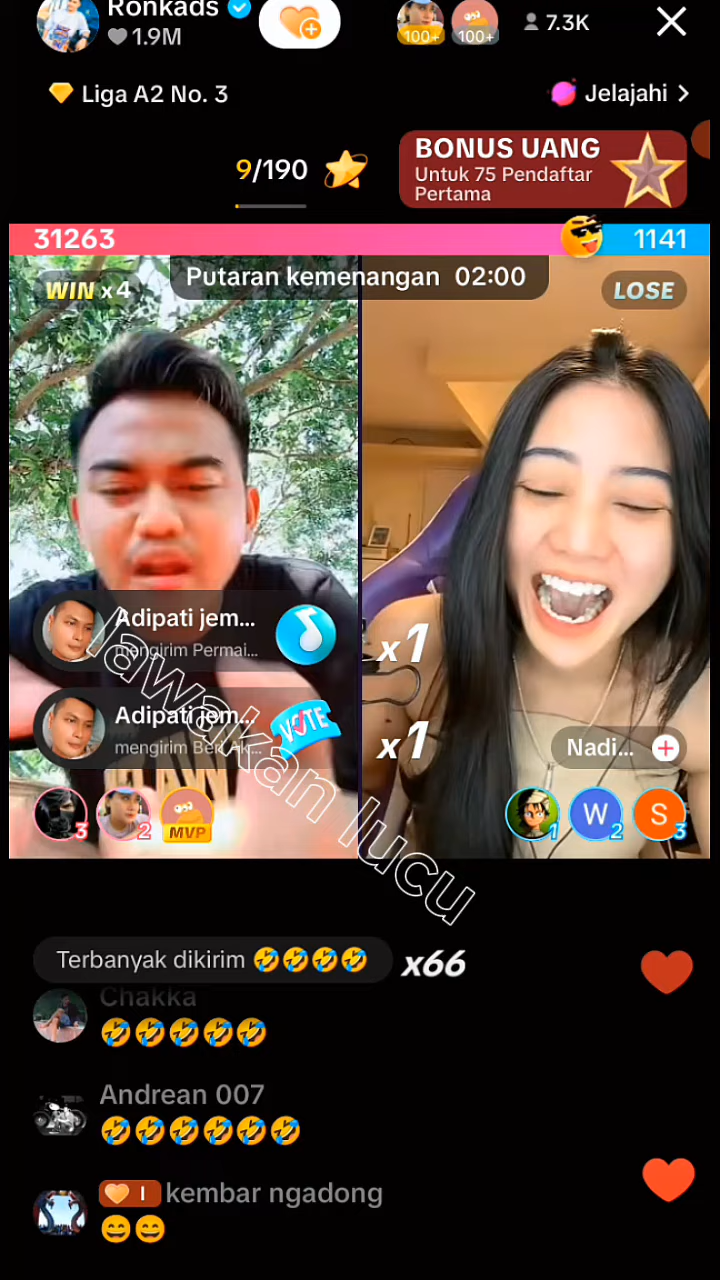 Ronkads
1.9M
100+
100+
7.3K
Liga A2 No. 3
Jelajahi
9/190
BONUS UANG
Untuk 75 Pendaftar
Pertama
31263
1141
Putaran kemenangan 02:00
WIN x4
LOSE
Adipati jem...
mengirim Permai...
x1
Adipati jem...
VOTE
x1
Nadi...
lawakan lucu
3
2
MVP
1
W
2
S
3
Terbanyak dikirim 🤣🤣🤣🤣 x66
Chakka
🤣🤣🤣🤣🤣
Andrean 007
🤣🤣🤣🤣🤣🤣
I kembar ngadong
😄😄